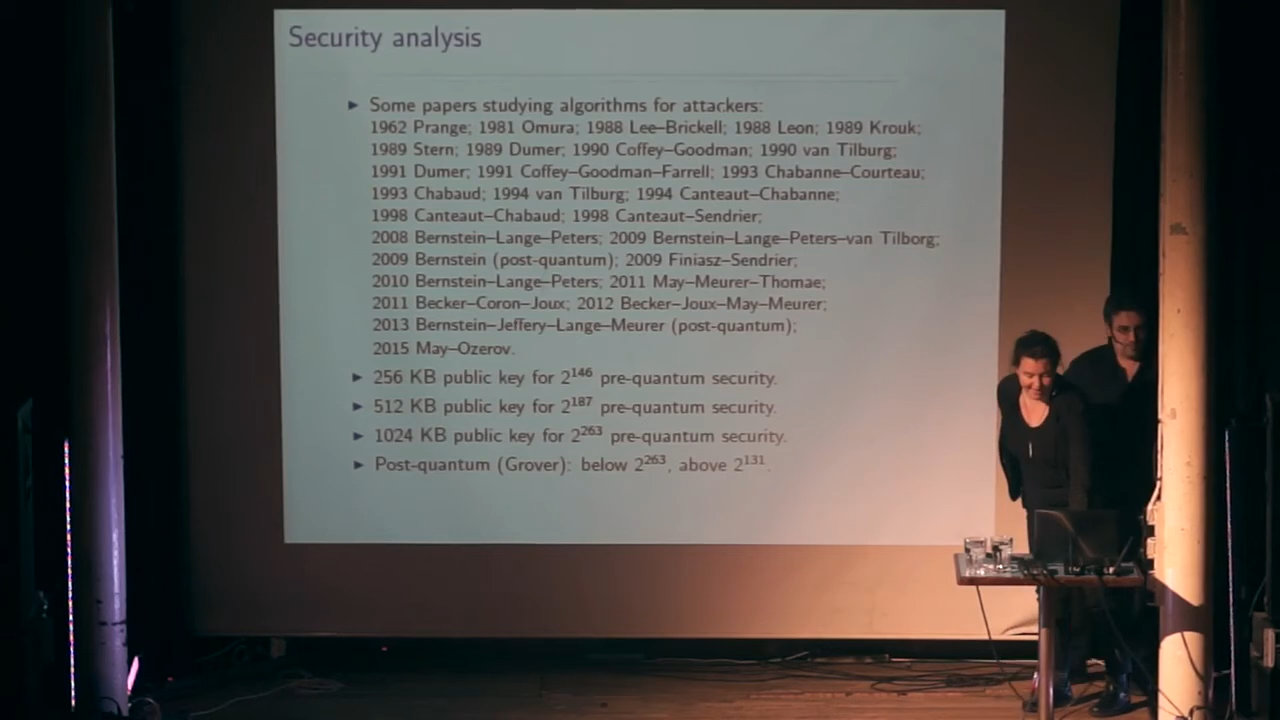 Security analysis
▶ Some papers studying algorithms for attackers:
1962 Prange; 1981 Omura; 1988 Lee–Brickell; 1988 Leon; 1989 Krouk;
1989 Stern; 1989 Dumer; 1990 Coffey–Goodman; 1990 van Tilburg;
1991 Dumer; 1991 Coffey–Goodman–Farrell; 1993 Chabanne–Courteau;
1993 Chabaud; 1994 van Tilburg; 1994 Canteaut–Chabanne;
1998 Canteaut–Chabaud; 1998 Canteaut–Sendrier;
2008 Bernstein–Lange–Peters; 2009 Bernstein–Lange–Peters–van Tilborg;
2009 Bernstein (post-quantum); 2009 Finiasz–Sendrier;
2010 Bernstein–Lange–Peters; 2011 May–Meurer–Thomae;
2011 Becker–Coron–Joux; 2012 Becker–Joux–May–Meurer;
2013 Bernstein–Jeffery–Lange–Meurer (post-quantum);
2015 May–Ozerov.
▶ 256 KB public key for 2^146 pre-quantum security.
▶ 512 KB public key for 2^187 pre-quantum security.
▶ 1024 KB public key for 2^263 pre-quantum security.
▶ Post-quantum (Grover): below 2^263, above 2^131.